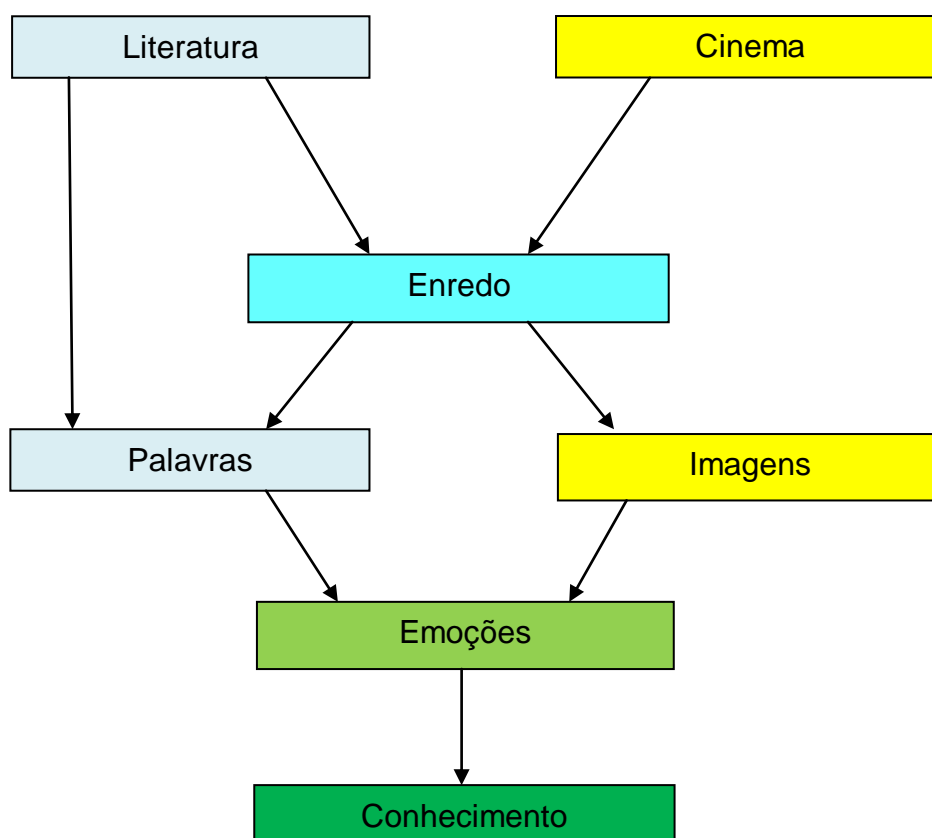 Literatura
Cinema
Enredo
Palavras
Imagens
Emoções
Conhecimento